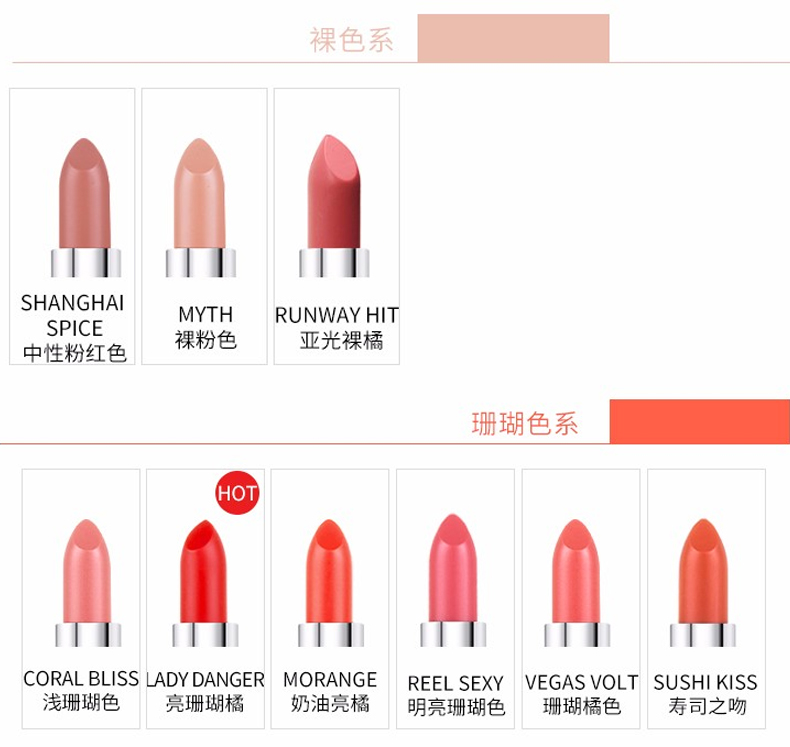 裸色系
SHANGHAI
SPICE
中性粉红色
MYTH
裸粉色
RUNWAY HIT
亚光裸橘
珊瑚色系
HOT
CORAL BLISS
浅珊瑚色
LADY DANGER
亮珊瑚橘
MORANGE
奶油亮橘
REEL SEXY
明亮珊瑚色
VEGAS VOLT
珊瑚橘色
SUSHI KISS
寿司之吻